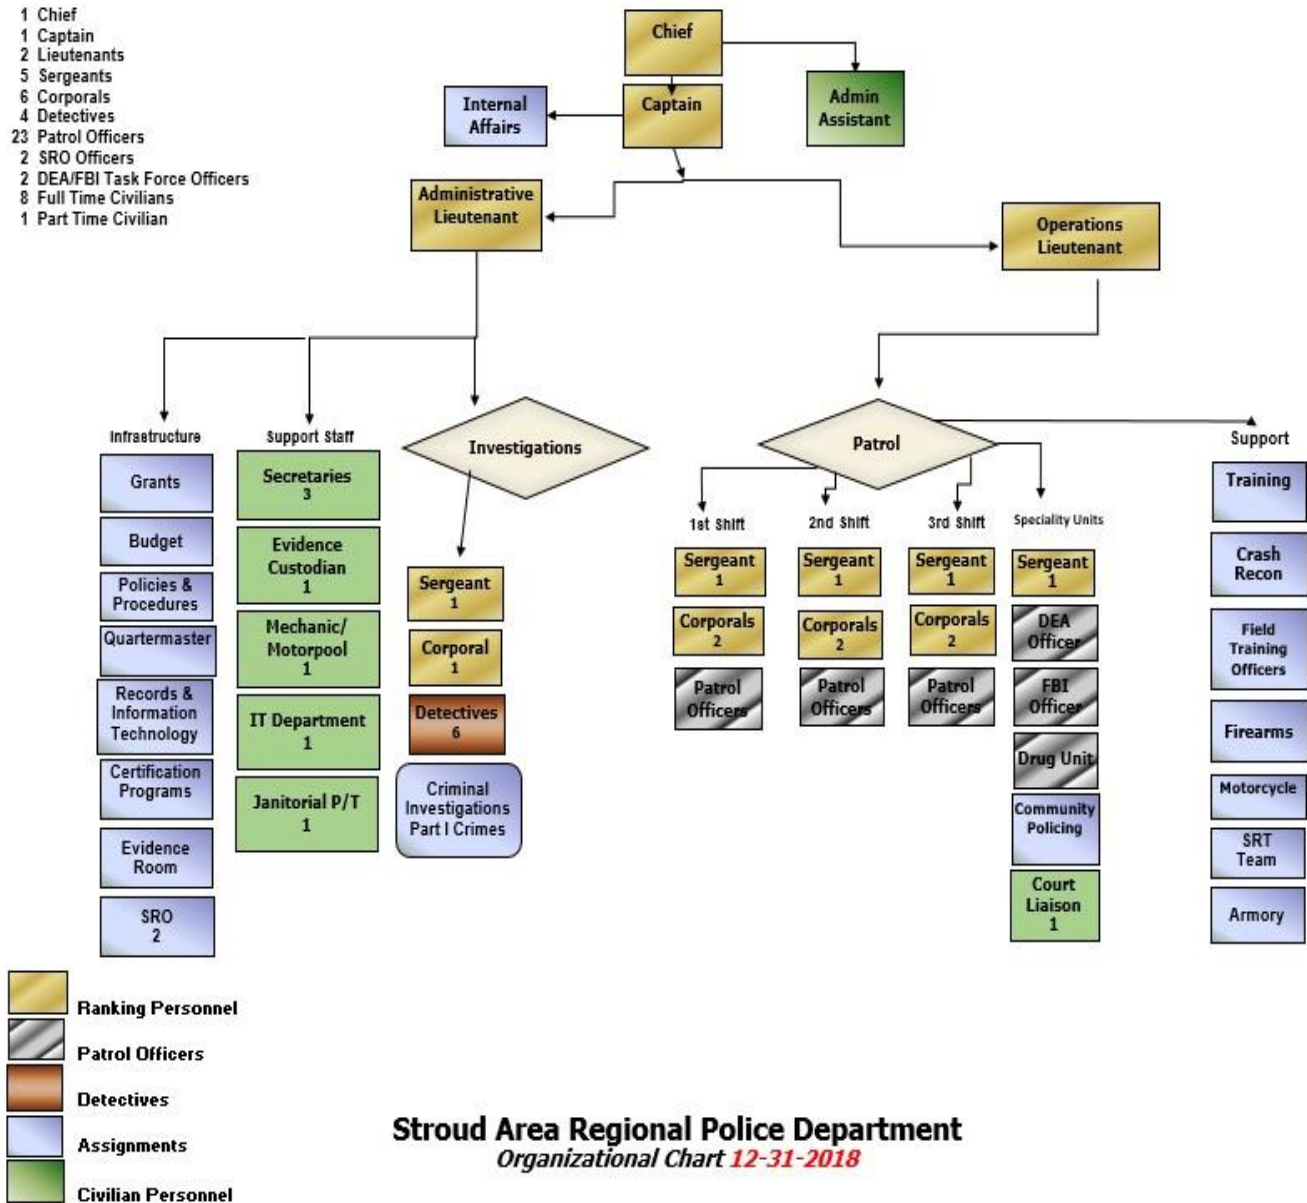 1 Chief
1 Captain
2 Lieutenants
5 Sergeants
6 Corporals
4 Detectives
23 Patrol Officers
2 SRO Officers
2 DEA/FBI Task Force Officers
8 Full Time Civilians
1 Part Time Civilian
Chief
Internal
Affairs
Captain
Admin
Assistant
Administrative
Lieutenant
Operations
Lieutenant
Infrastructure
Grants
Budget
Policies &
Procedures
Quartermaster
Records &
Information
Technology
Certification
Programs
Evidence
Room
SRO
2
Support Staff
Secretaries
3
Evidence
Custodian
1
Mechanic/
Motorpool
1
IT Department
1
Janitorial P/T
1
Investigations
Sergeant
1
Corporal
1
Detectives
6
Criminal
Investigations
Part I Crimes
Patrol
1st Shift
Sergeant
1
Corporals
2
Patrol
Officers
2nd Shift
Sergeant
1
Corporals
2
Patrol
Officers
3rd Shift
Sergeant
1
Corporals
2
Patrol
Officers
Speciality Units
Sergeant
1
DEA
Officer
FBI
Officer
Drug Unit
Community
Policing
Court
Liaison
1
Support
Training
Crash
Recon
Field
Training
Officers
Firearms
Motorcycle
SRT
Team
Armory
Ranking Personnel
Patrol Officers
Detectives
Assignments
Civilian Personnel
Stroud Area Regional Police Department
Organizational Chart 12-31-2018